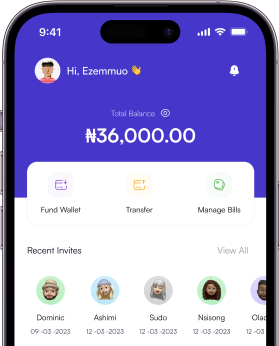 9:41
Hi, Ezemmuo 👋
Total Balance
₦36,000.00
Fund Wallet Transfer Manage Bills
Recent Invites View All
Dominic Ashimi Sudo Nsisong Olad
09 -03 -2023 12 -03 -2023 12 -03 -2023 12 -03 -2023 12 -03